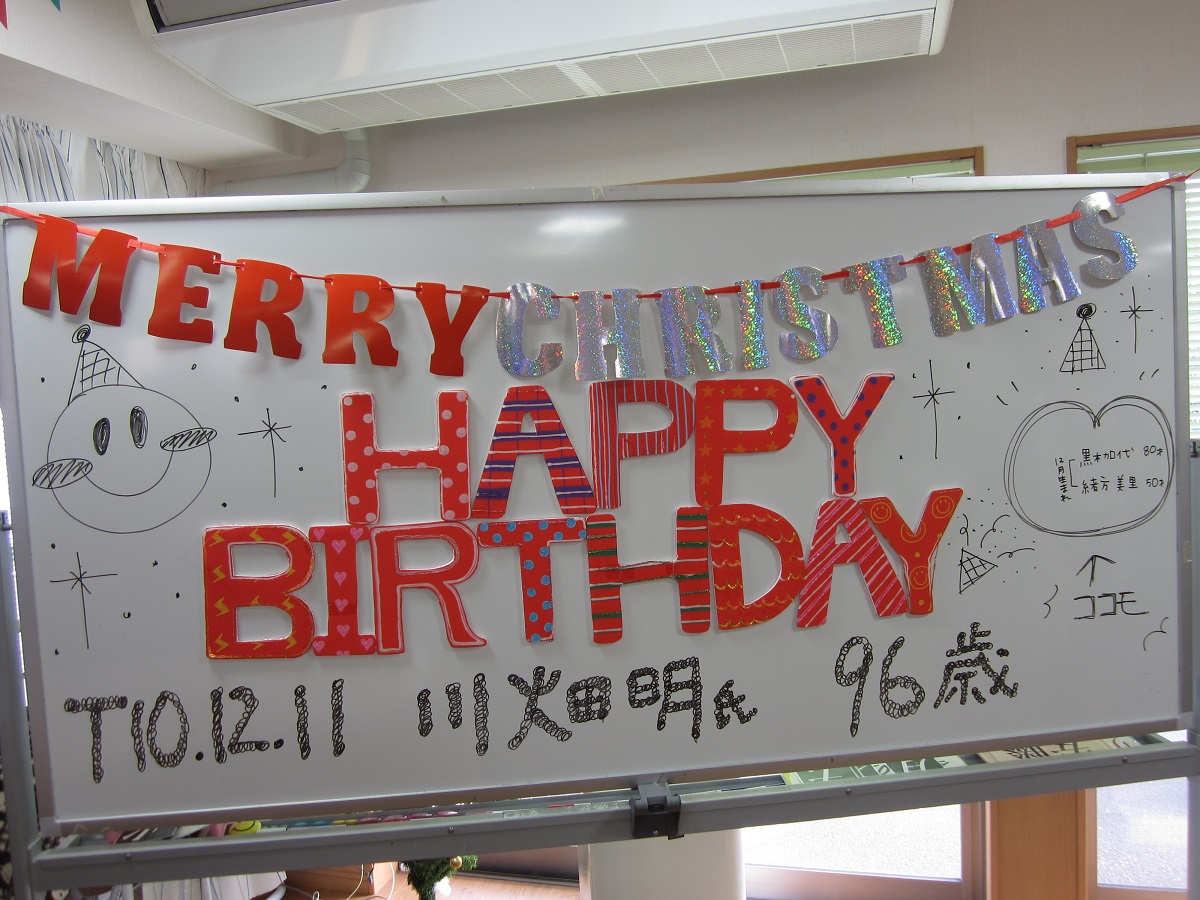 MERRY CHRISTMAS
HAPPY
BIRTHDAY
12月生まれ
黒木加代 80才
緒方美里 50才
↑
ココモ
T10.12.11 川畑明氏 96歳